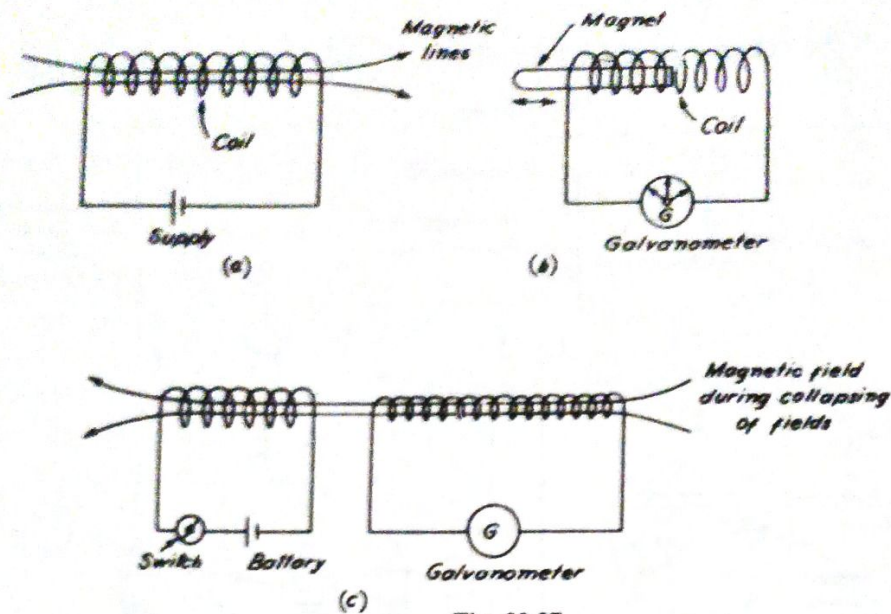 Magnetic
lines
Coil
Supply
(a)
Magnet
Coil
G
Galvanometer
(b)
Magnetic field
during collapsing
of fields
Switch
Battery
G
Galvanometer
(c)